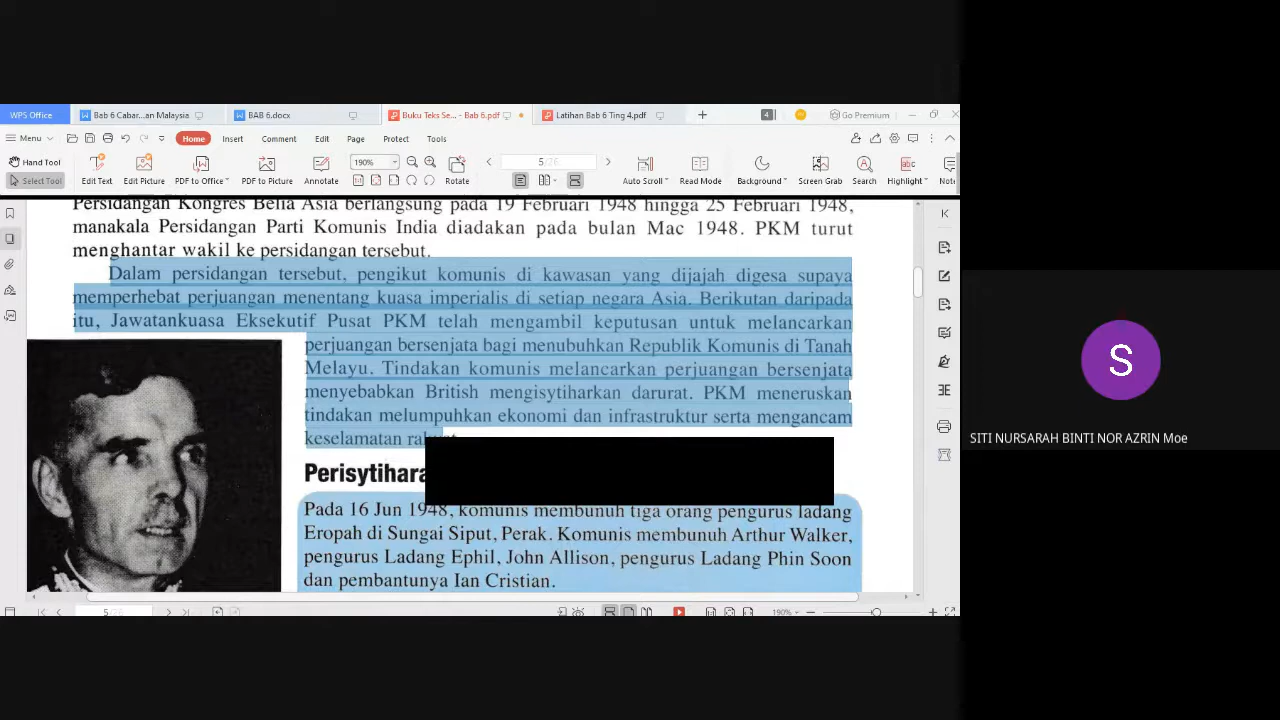 WPS Office
Bab 6 Cabar...an Malaysia
BAB 6.docx
Buku Teks Se... - Bab 6.pdf
Latihan Bab 6 Ting 4.pdf
4
Go Premium
Menu
Home
Insert
Comment
Edit
Page
Protect
Tools
Hand Tool
Select Tool
Edit Text
Edit Picture
PDF to Office
PDF to Picture
Annotate
190%
Rotate
5/26
Auto Scroll
Read Mode
Background
Screen Grab
Search
Highlight
Persidangan Kongres Belia Asia berlangsung pada 19 Februari 1948 hingga 25 Februari 1948,
manakala Persidangan Parti Komunis India diadakan pada bulan Mac 1948. PKM turut
menghantar wakil ke persidangan tersebut.
Dalam persidangan tersebut, pengikut komunis di kawasan yang dijajah digesa supaya
memperhebat perjuangan menentang kuasa imperialis di setiap negara Asia. Berikutan daripada
itu, Jawatankuasa Eksekutif Pusat PKM telah mengambil keputusan untuk melancarkan
perjuangan bersenjata bagi menubuhkan Republik Komunis di Tanah
Melayu. Tindakan komunis melancarkan perjuangan bersenjata
menyebabkan British mengisytiharkan darurat. PKM meneruskan
tindakan melumpuhkan ekonomi dan infrastruktur serta mengancam
keselamatan
Pada 16 Jun 1948, komunis membunuh tiga orang pengurus ladang
Eropah di Sungai Siput, Perak. Komunis membunuh Arthur Walker,
pengurus Ladang Ephil, John Allison, pengurus Ladang Phin Soon
dan pembantunya Ian Cristian.
190%
S
SITI NURSARAH BINTI NOR AZRIN Moe